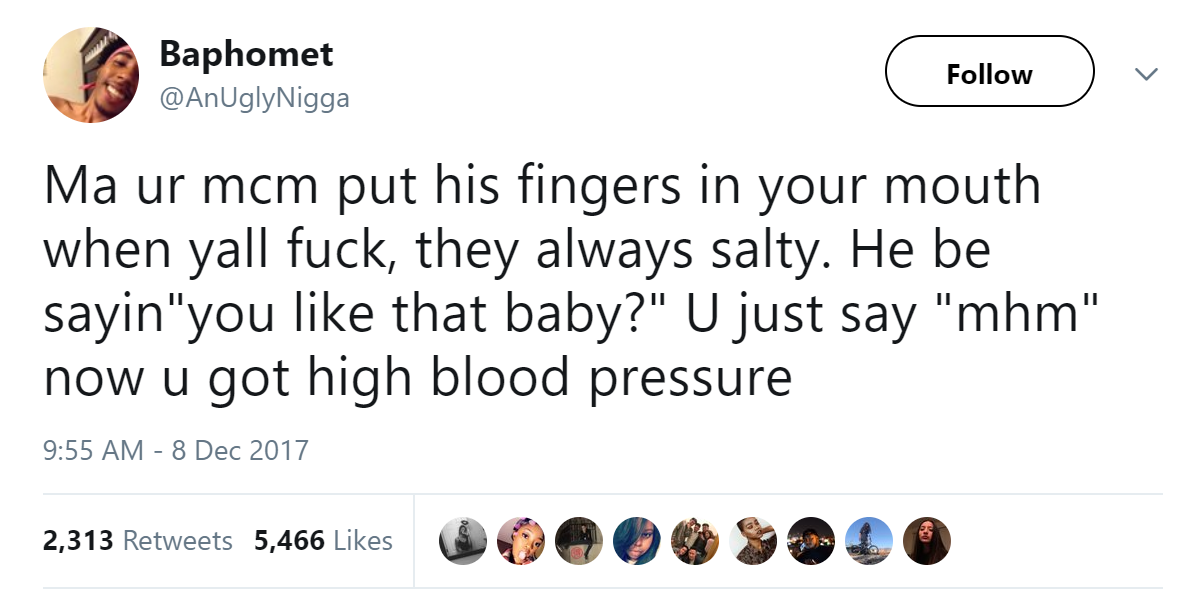 Baphomet
@AnUglyNigga
Follow
Ma ur mcm put his fingers in your mouth
when yall fuck, they always salty. He be
sayin"you like that baby?" U just say "mhm"
now u got high blood pressure
9:55 AM - 8 Dec 2017
2,313 Retweets 5,466 Likes